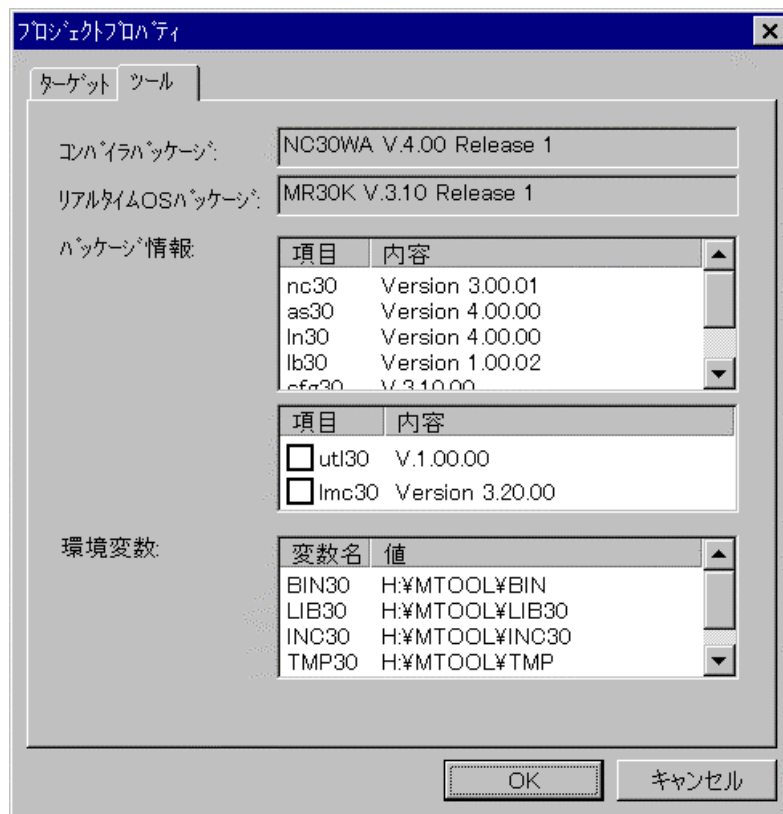 ﾌﾟﾛｼﾞｪｸﾄﾌﾟﾛﾊﾟﾃｨ
ﾀｰｹﾞｯﾄ ツール
ｺﾝﾊﾟｲﾗﾊﾟｯｹｰｼﾞ: NC30WA V.4.00 Release 1
ﾘｱﾙﾀｲﾑOSﾊﾟｯｹｰｼﾞ: MR30K V.3.10 Release 1
ﾊﾟｯｹｰｼﾞ情報:
項目 内容
nc30 Version 3.00.01
as30 Version 4.00.00
ln30 Version 4.00.00
lb30 Version 1.00.02
cfg30 V.3.10.00
項目 内容
utl30 V.1.00.00
lmc30 Version 3.20.00
環境変数:
変数名 値
BIN30 H:¥MTOOL¥BIN
LIB30 H:¥MTOOL¥LIB30
INC30 H:¥MTOOL¥INC30
TMP30 H:¥MTOOL¥TMP
OK キャンセル